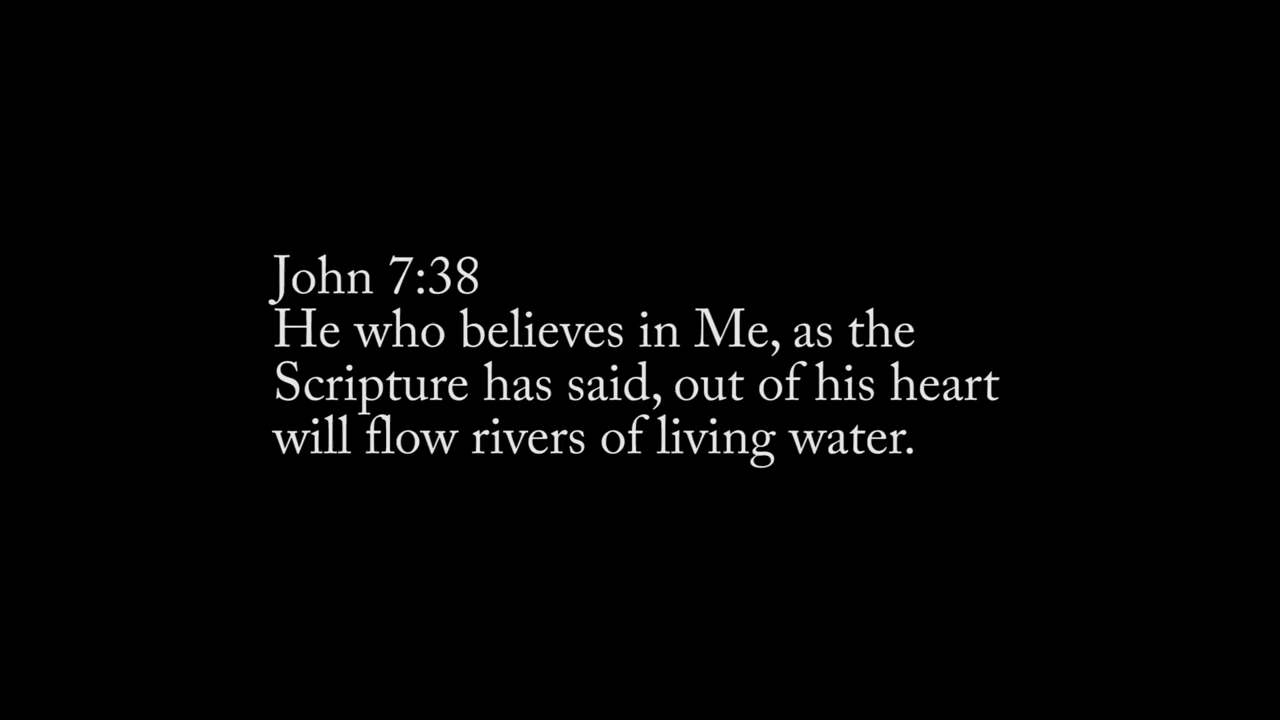 John 7:38
He who believes in Me, as the
Scripture has said, out of his heart
will flow rivers of living water.